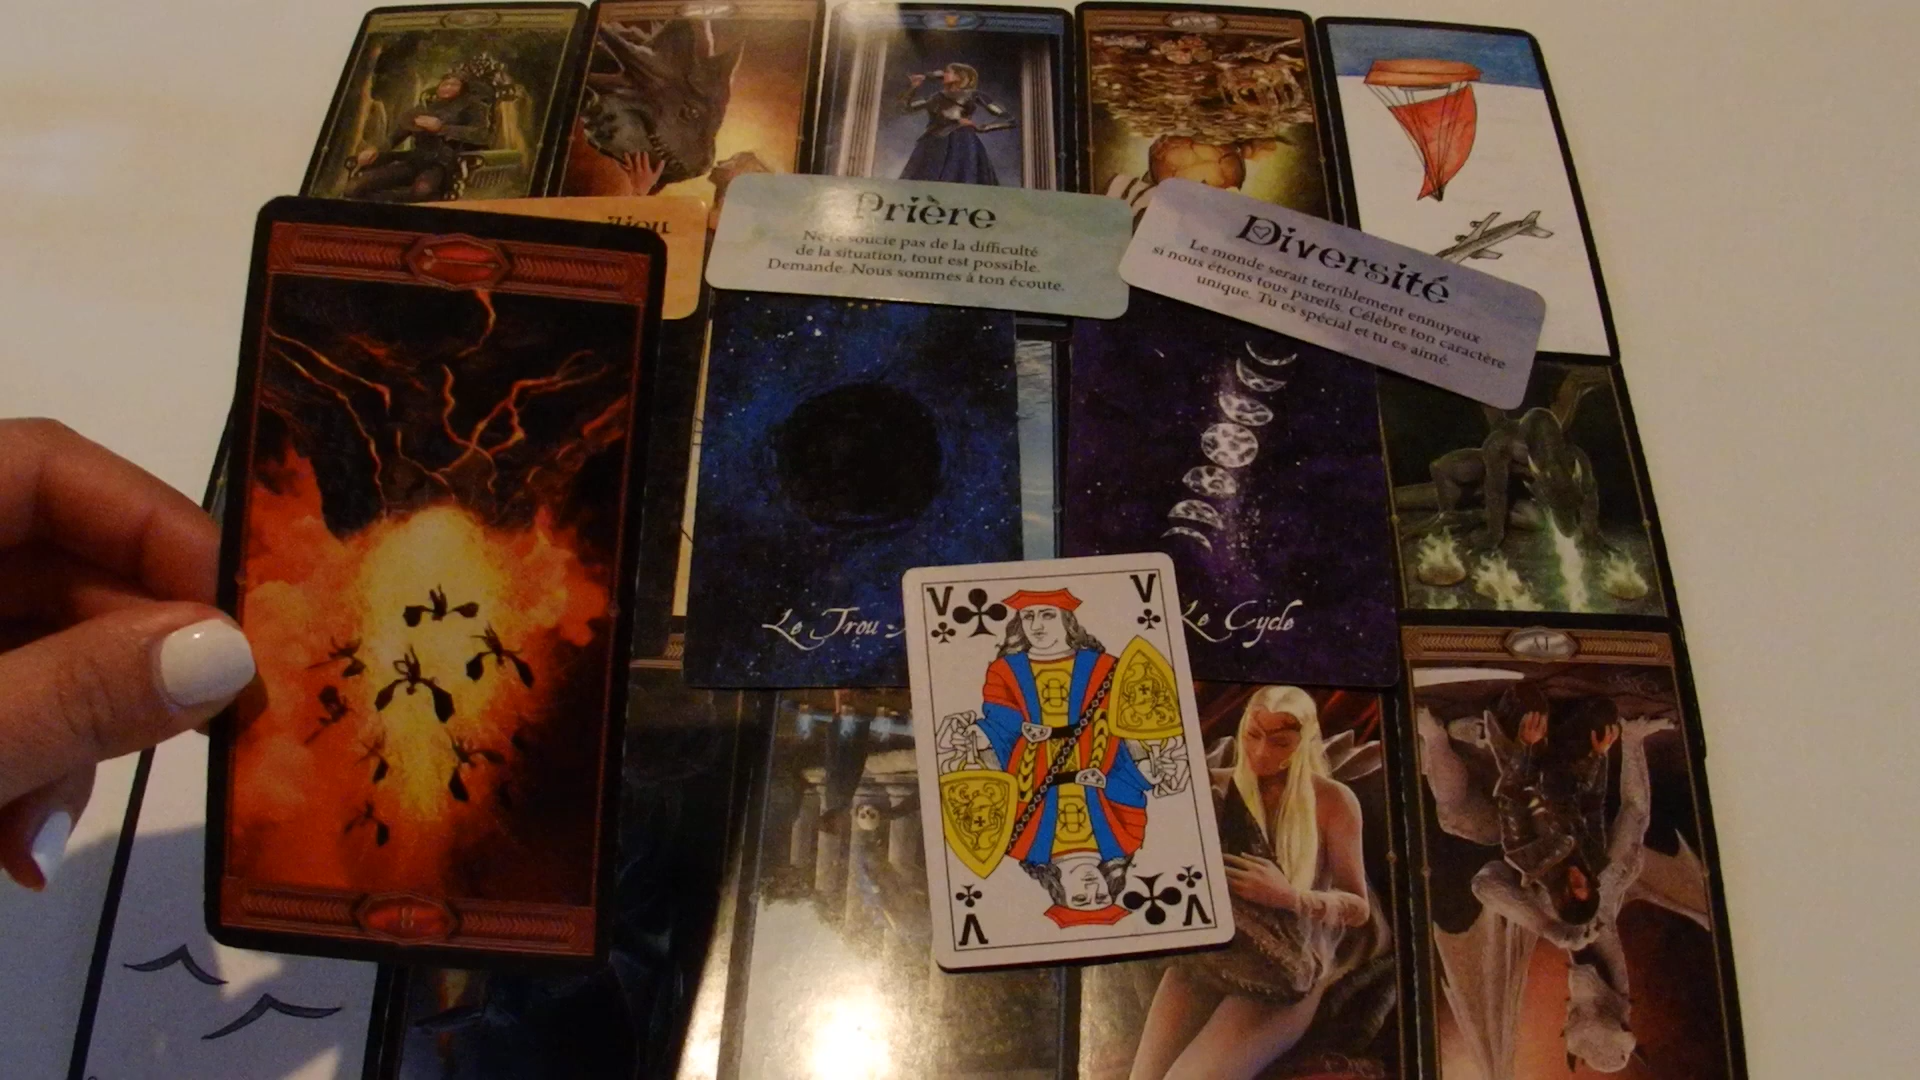 Prière
Ne te soucie pas de la difficulté
de la situation, tout est possible.
Demande. Nous sommes à ton écoute.
Diversité
Le monde serait terriblement ennuyeux
si nous étions tous pareils. Célèbre ton caractère
unique. Tu es spécial et tu es aimé.
Le Trou
Le Cycle
V
V
V
V
VI
8